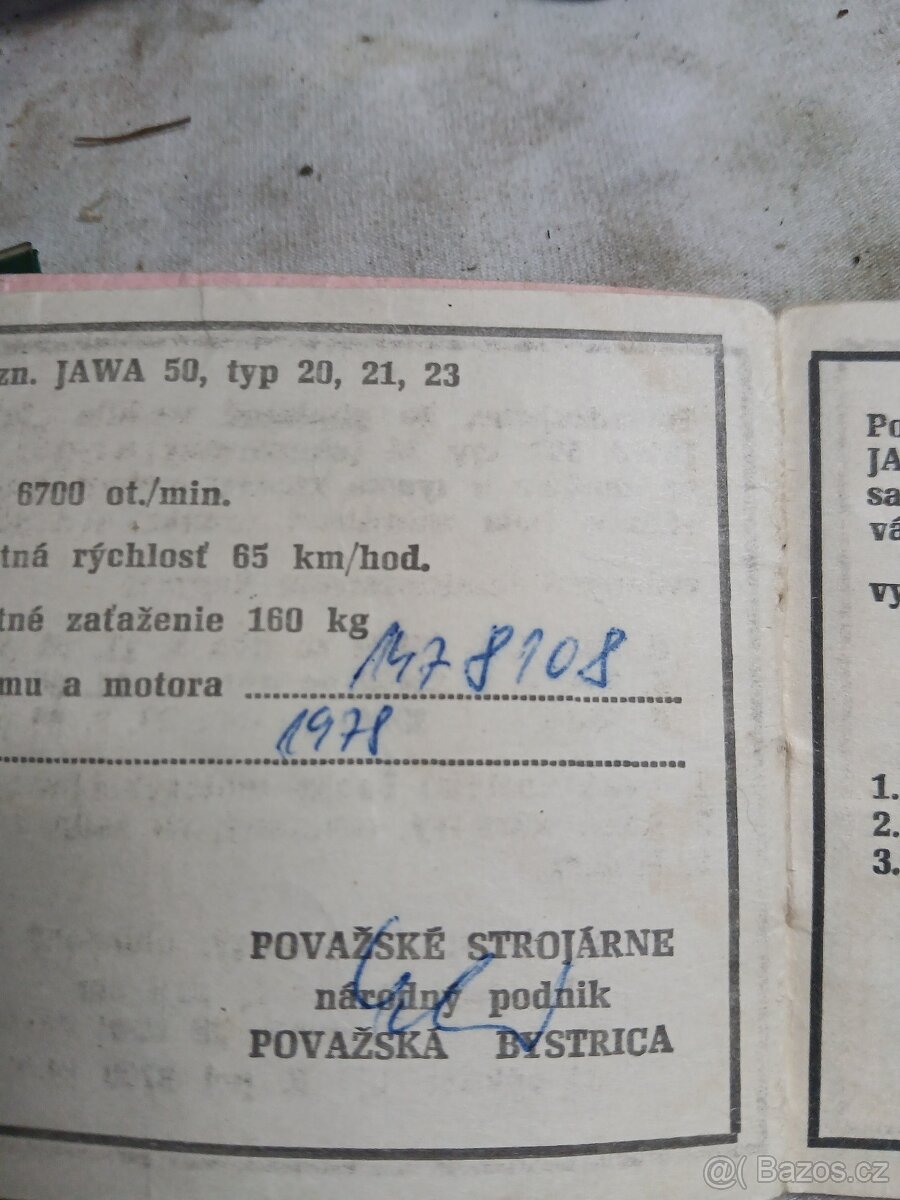 zn. JAWA 50, typ 20, 21, 23
6700 ot./min.
tná rýchlosť 65 km/hod.
tné zaťaženie 160 kg
mu a motora 1478108
1978
POVAŽSKÉ STROJÁRNE
národný podnik
POVAŽSKÁ BYSTRICA
Po
JA
sa
vá
vy
1.
2.
3.
@( Bazos.cz